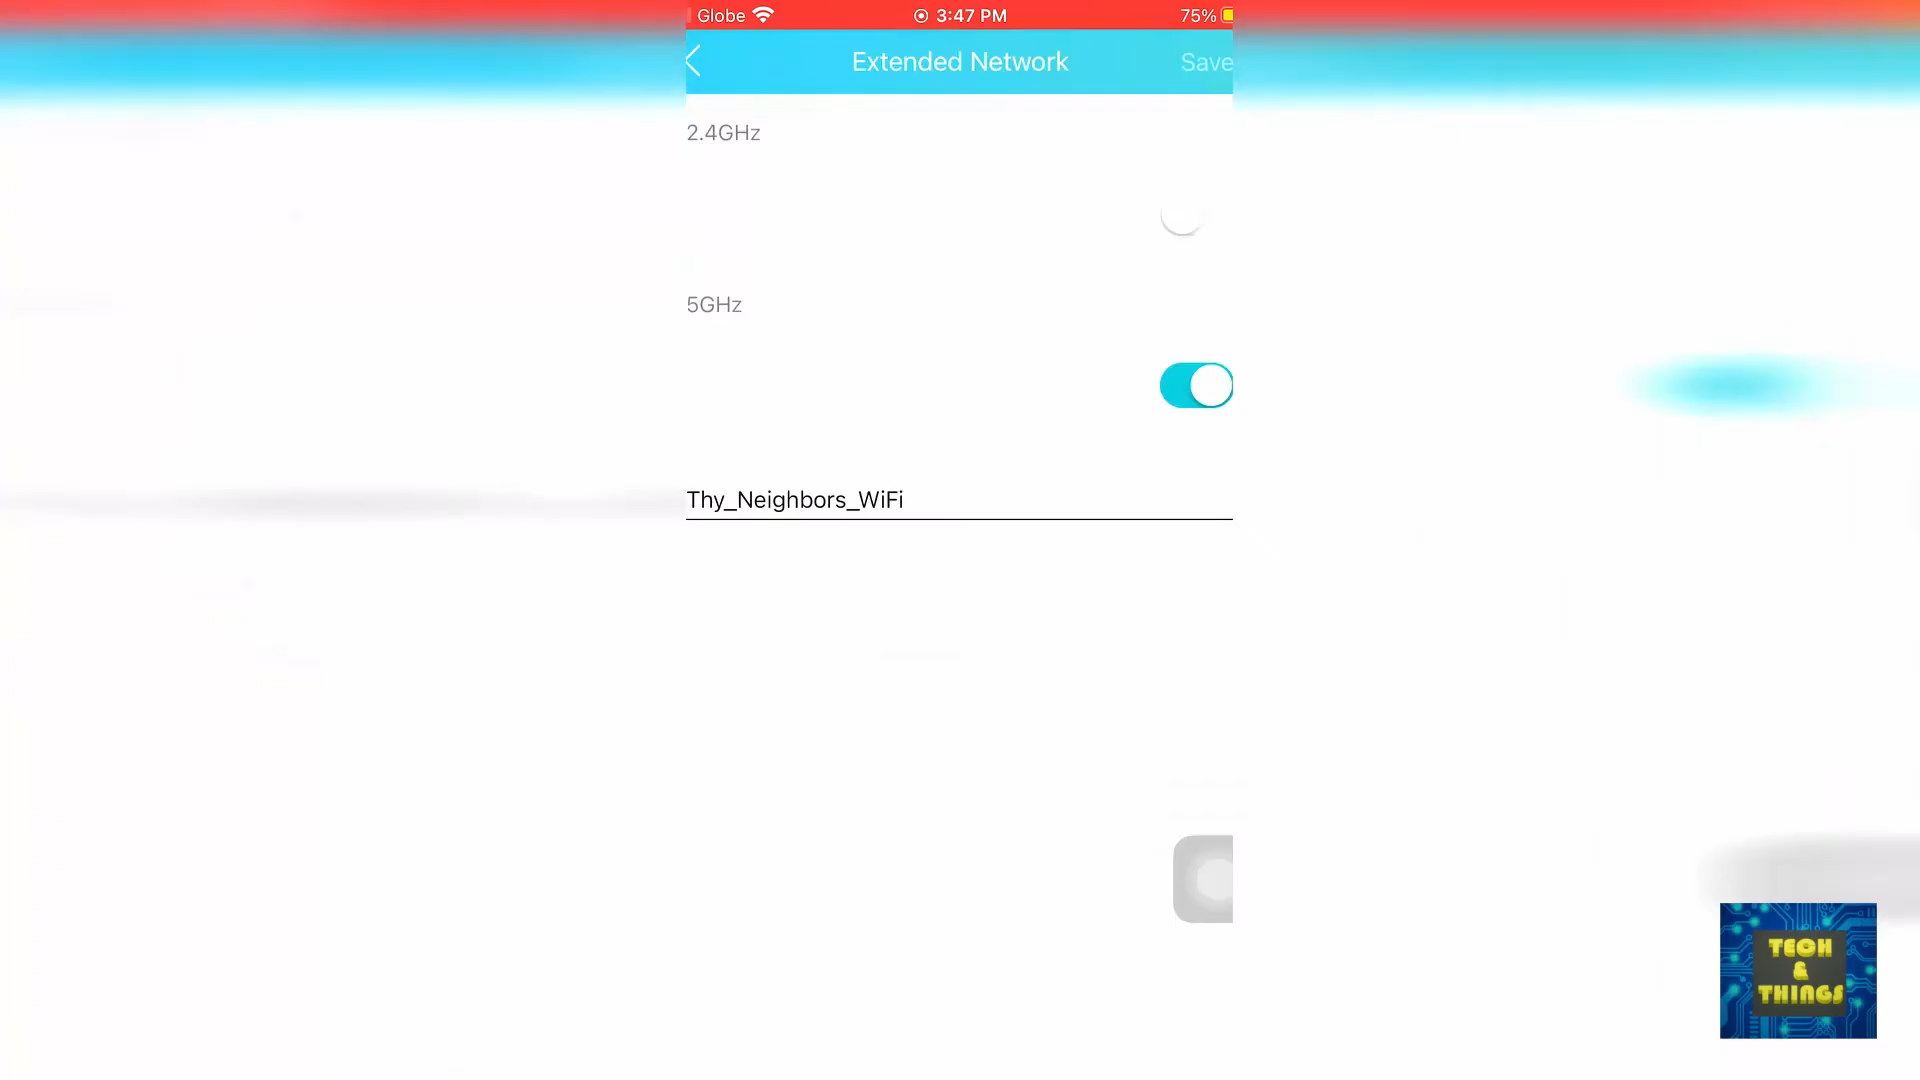 Globe 3:47 PM 75%
Extended Network Save
2.4GHz
5GHz
Thy_Neighbors_WiFi
TECH
&
THINGS